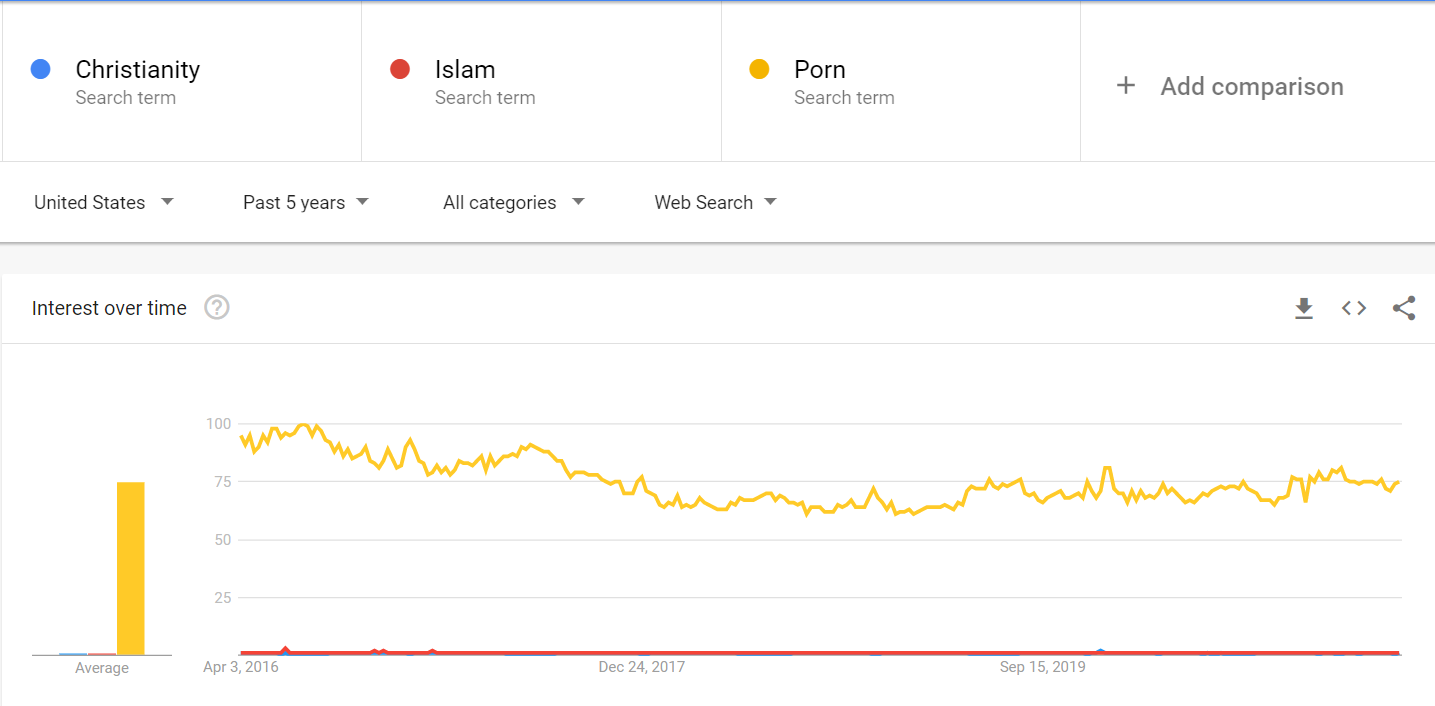 Christianity
Search term
Islam
Search term
Porn
Search term
+ Add comparison
United States
Past 5 years
All categories
Web Search
Interest over time
?
100
75
50
25
Average
Apr 3, 2016
Dec 24, 2017
Sep 15, 2019